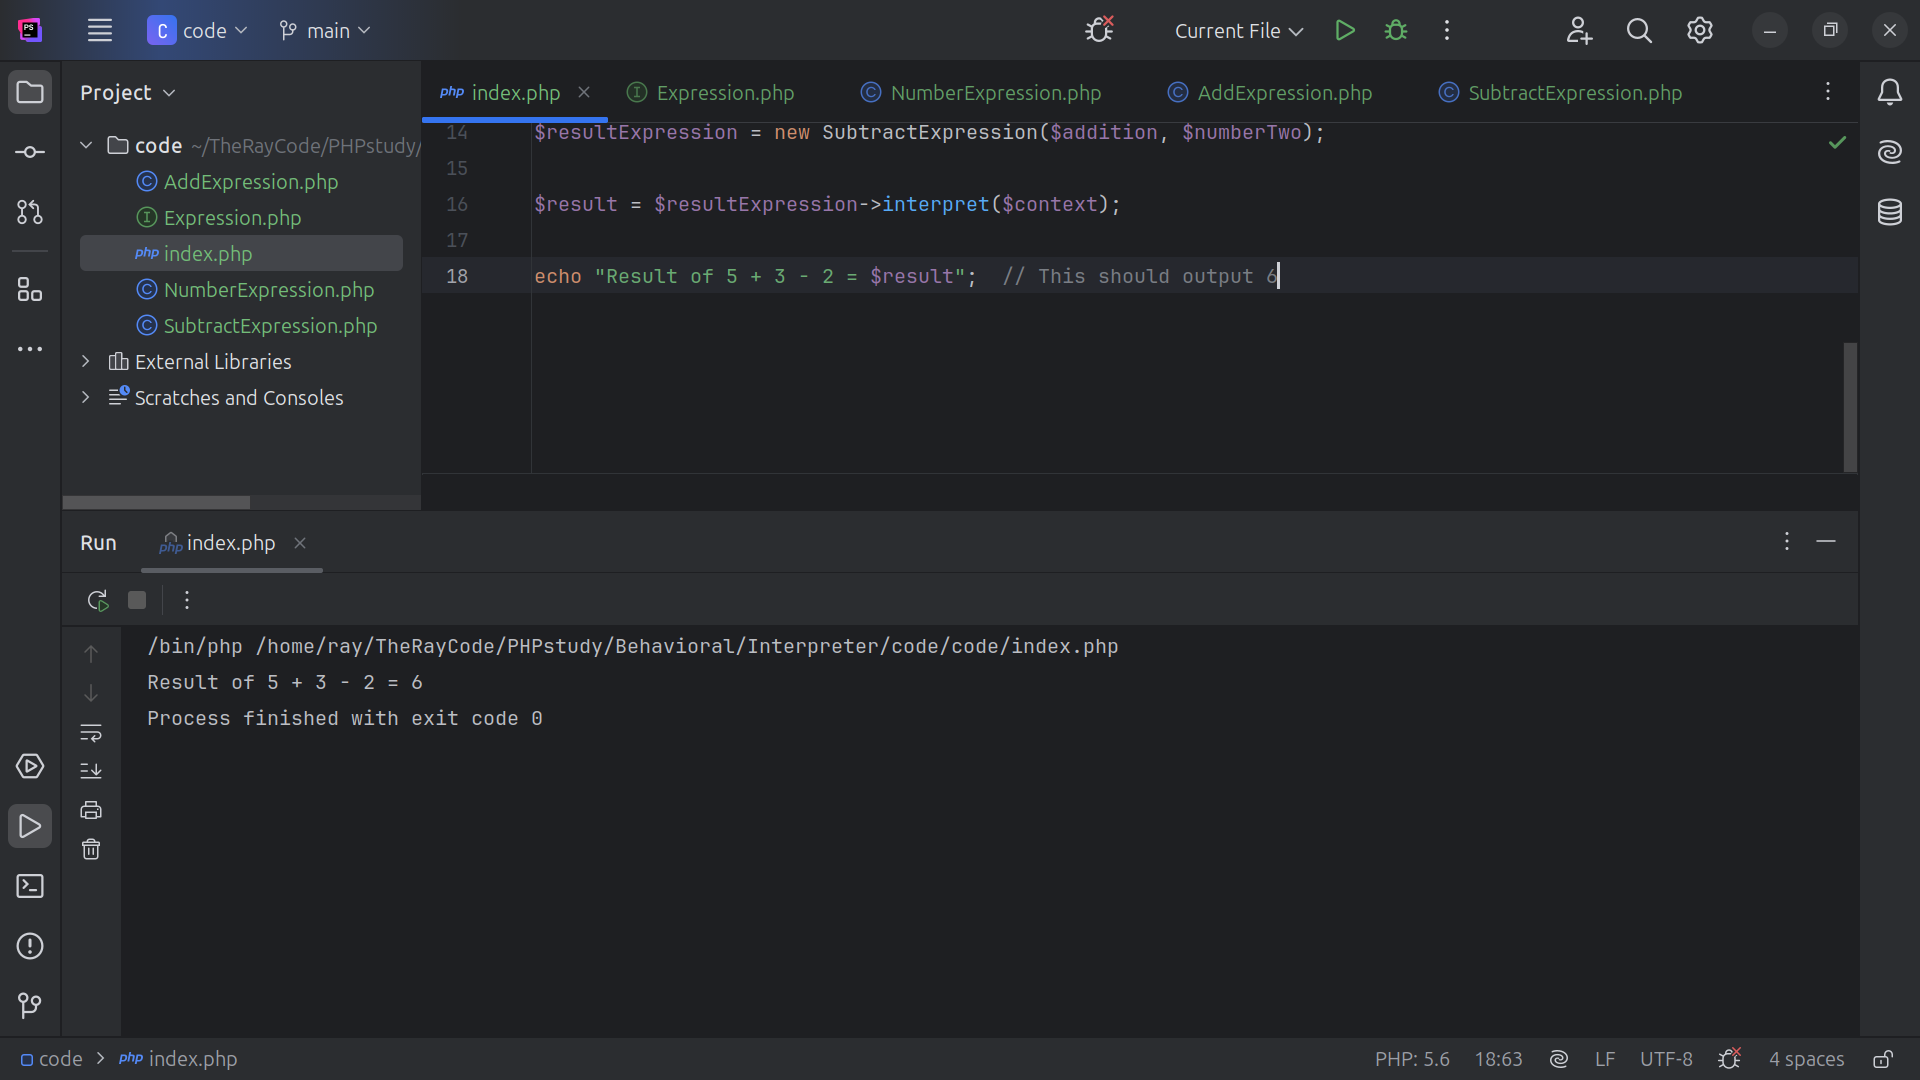 PS
C code
main
Current File
Project
code ~/TheRayCode/PHPstudy/
C AddExpression.php
I Expression.php
php index.php
C NumberExpression.php
C SubtractExpression.php
External Libraries
Scratches and Consoles
php index.php
I Expression.php
C NumberExpression.php
C AddExpression.php
C SubtractExpression.php
14 $resultExpression = new SubtractExpression($addition, $numberTwo);
15
16 $result = $resultExpression->interpret($context);
17
18 echo "Result of 5 + 3 - 2 = $result";  // This should output 6
Run
php index.php
/bin/php /home/ray/TheRayCode/PHPstudy/Behavioral/Interpreter/code/code/index.php
Result of 5 + 3 - 2 = 6
Process finished with exit code 0
code > php index.php
PHP: 5.6
18:63
LF
UTF-8
4 spaces